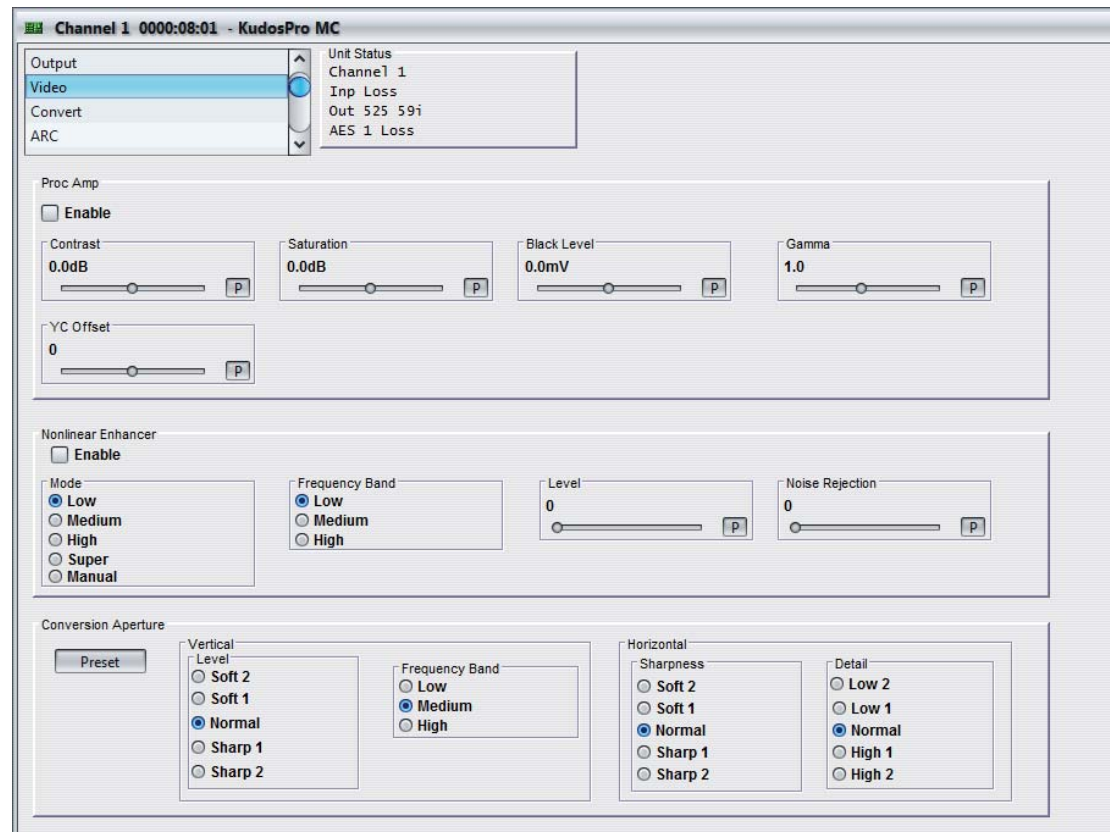 Channel 1 0000:08:01 - KudosPro MC
Output
Video
Convert
ARC
Unit Status
Channel 1
Inp Loss
Out 525 59i
AES 1 Loss
Proc Amp
Enable
Contrast
0.0dB
P
Saturation
0.0dB
P
Black Level
0.0mV
P
Gamma
1.0
P
YC Offset
0
P
Nonlinear Enhancer
Enable
Mode
Low
Medium
High
Super
Manual
Frequency Band
Low
Medium
High
Level
0
P
Noise Rejection
0
P
Conversion Aperture
Preset
Vertical
Level
Soft 2
Soft 1
Normal
Sharp 1
Sharp 2
Frequency Band
Low
Medium
High
Horizontal
Sharpness
Soft 2
Soft 1
Normal
Sharp 1
Sharp 2
Detail
Low 2
Low 1
Normal
High 1
High 2